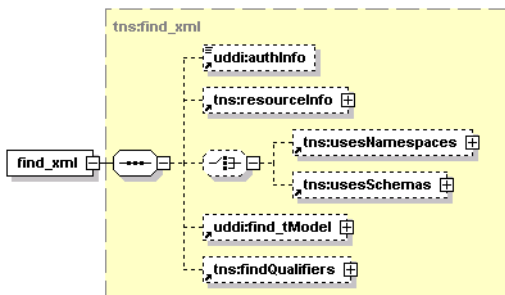 tns:find_xml
uddi:authInfo
tns:resourceInfo
find_xml
tns:usesNamespaces
tns:usesSchemas
uddi:find_tModel
tns:findQualifiers